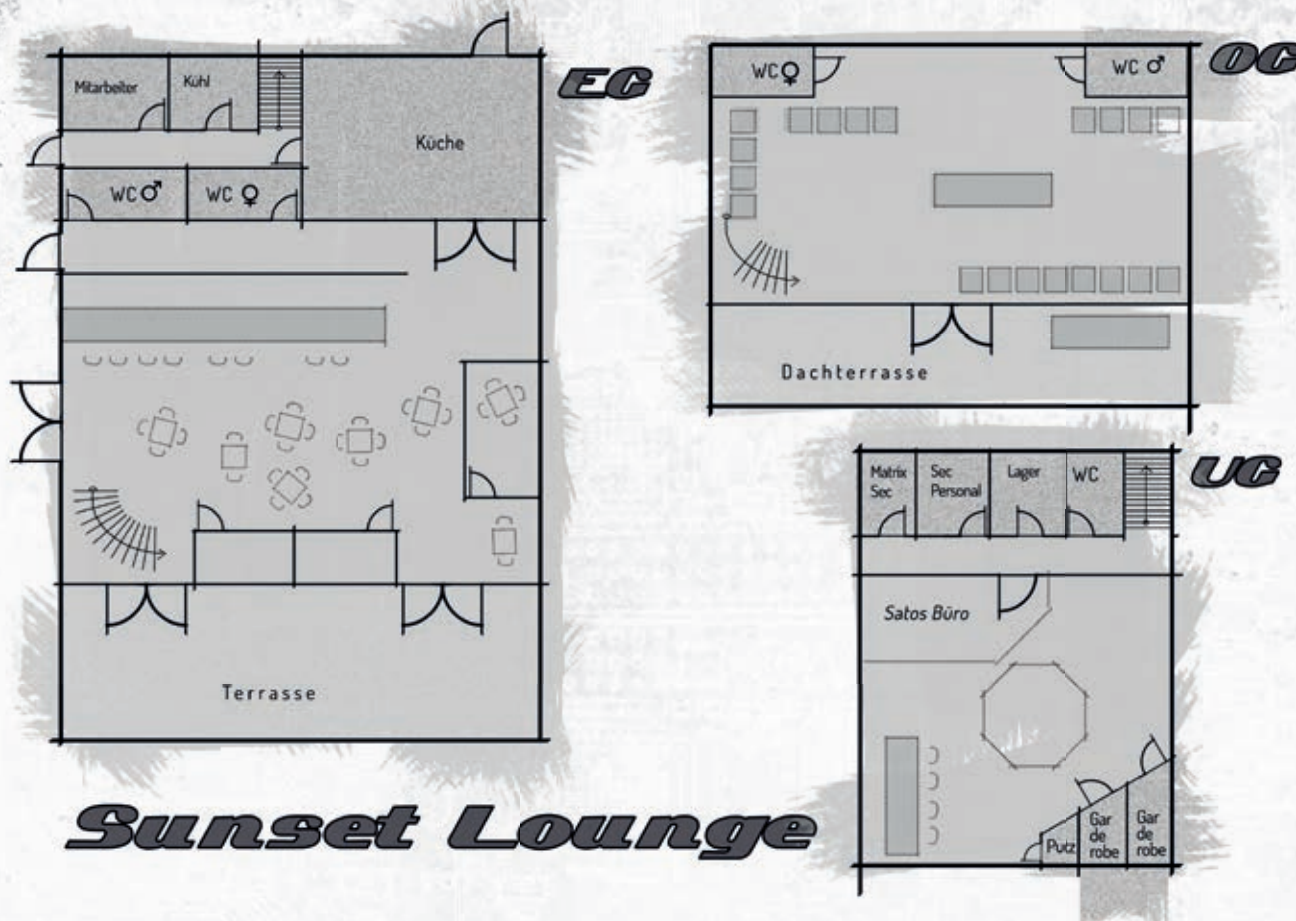 EG
Mitarbeiter
Kühl
Küche
WC♂
WC♀
Terrasse
OG
WC♀
WC♂
Dachterrasse
UG
Matrix
Sec
Sec
Personal
Lager
WC
Satos Büro
Putz
Gar
de
robe
Gar
de
robe
Sunset Lounge